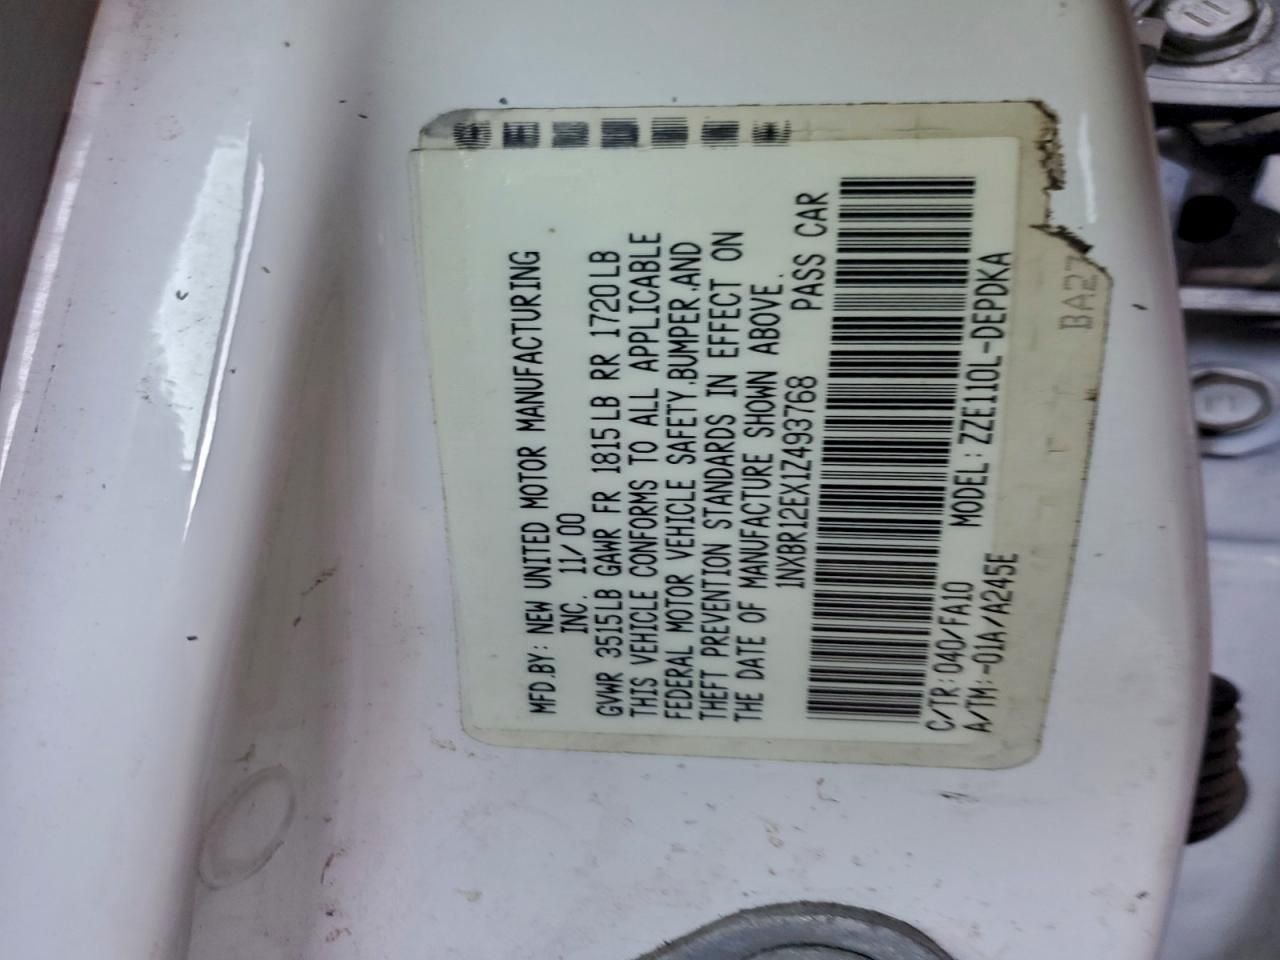 MFD.BY: NEW UNITED MOTOR MANUFACTURING
INC. 11/00
GVWR 3515LB GAWR FR 1815LB RR 1720LB
THIS VEHICLE CONFORMS TO ALL APPLICABLE
FEDERAL MOTOR VEHICLE SAFETY,BUMPER,AND
THEFT PREVENTION STANDARDS IN EFFECT ON
THE DATE OF MANUFACTURE SHOWN ABOVE.
1NXBR12EX1Z493768 PASS CAR
C/TR:040/FA10 MODEL:ZZE110L-DEPDKA
A/TM:-01A/A245E
BA27